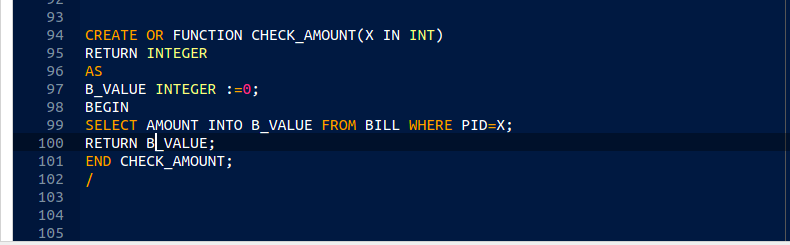 93
94 CREATE OR FUNCTION CHECK_AMOUNT(X IN INT)
95 RETURN INTEGER
96 AS
97 B_VALUE INTEGER :=0;
98 BEGIN
99 SELECT AMOUNT INTO B_VALUE FROM BILL WHERE PID=X;
100 RETURN B_VALUE;
101 END CHECK_AMOUNT;
102 /
103
104
105